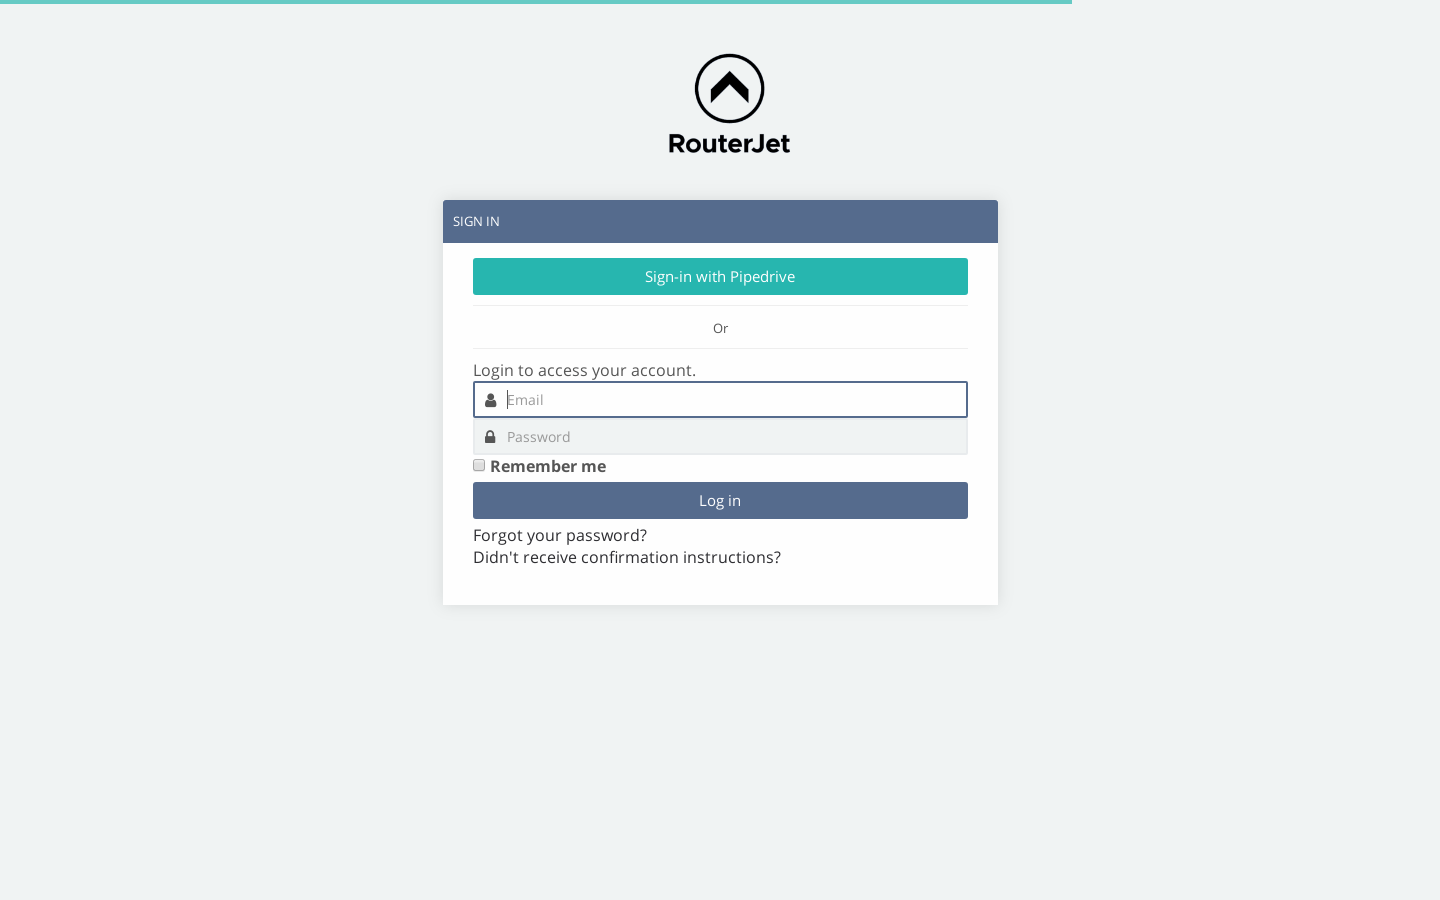 RouterJet
SIGN IN
Sign-in with Pipedrive
Or
Login to access your account.
Email
Password
Remember me
Log in
Forgot your password?
Didn't receive confirmation instructions?